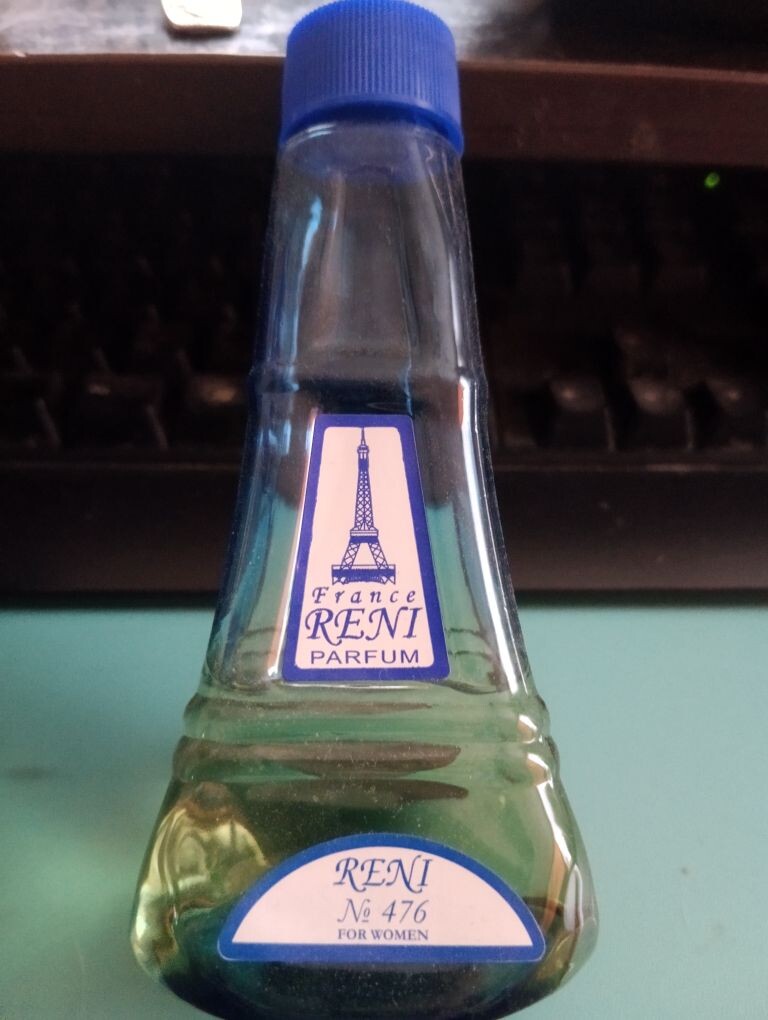 France
RENI
PARFUM
RENI
№ 476
FOR WOMEN